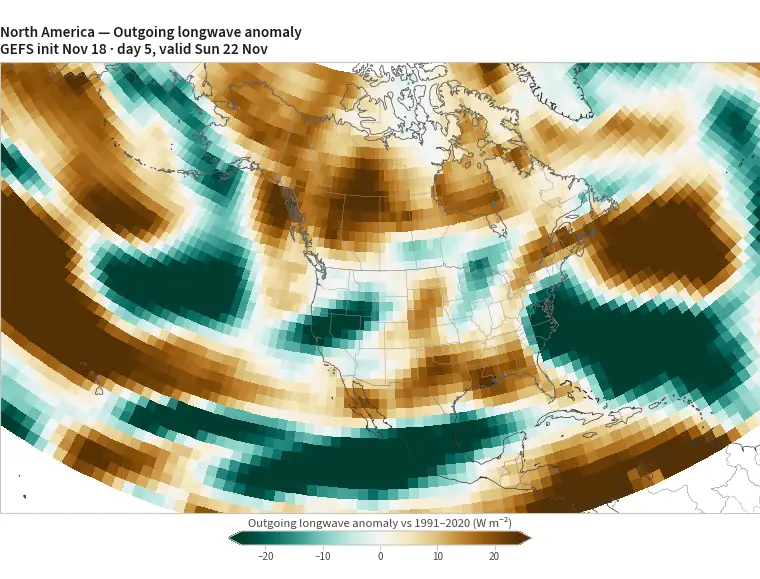 North America — Outgoing longwave anomaly
GEFS init Nov 18 · day 5, valid Sun 22 Nov
Outgoing longwave anomaly vs 1991–2020 (W m⁻²)
−20 −10 0 10 20